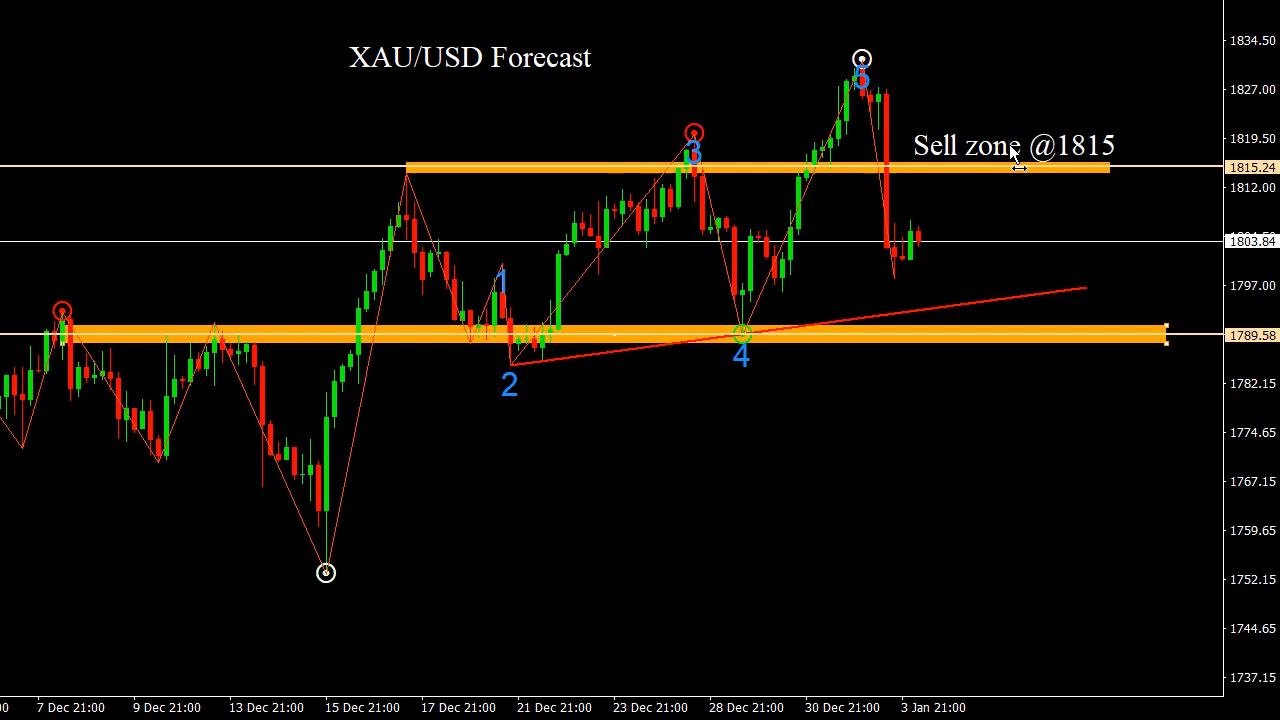 XAU/USD Forecast
Sell zone @1815
5
3
1
4
2
1834.50
1827.00
1819.50
1815.24
1812.00
1803.84
1797.00
1789.58
1782.15
1774.65
1767.15
1759.65
1752.15
1744.65
1737.15
7 Dec 21:00
9 Dec 21:00
13 Dec 21:00
15 Dec 21:00
17 Dec 21:00
21 Dec 21:00
23 Dec 21:00
28 Dec 21:00
30 Dec 21:00
3 Jan 21:00